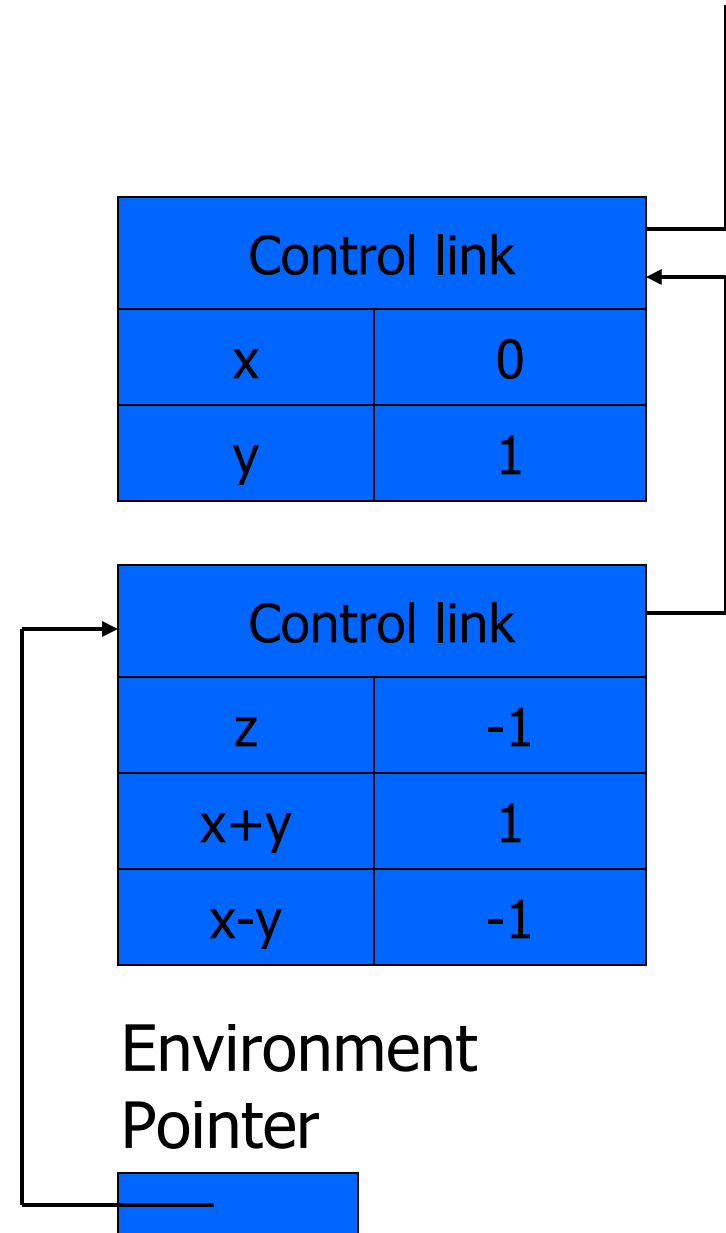 Control link
x 0
y 1
Control link
z -1
x+y 1
x-y -1
Environment
Pointer